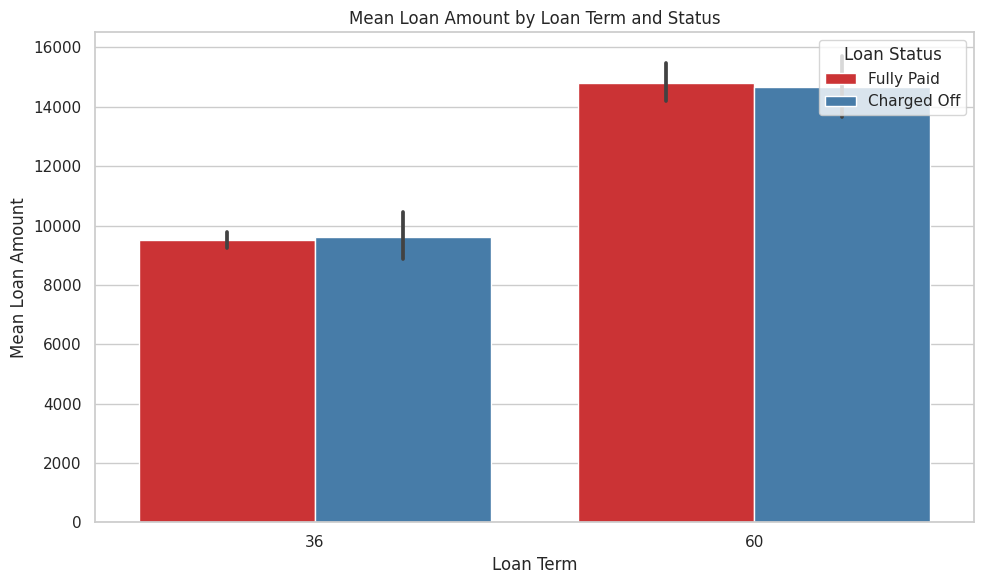 Mean Loan Amount by Loan Term and Status
Loan Status
Fully Paid
Charged Off
Mean Loan Amount
16000
14000
12000
10000
8000
6000
4000
2000
0
36
60
Loan Term